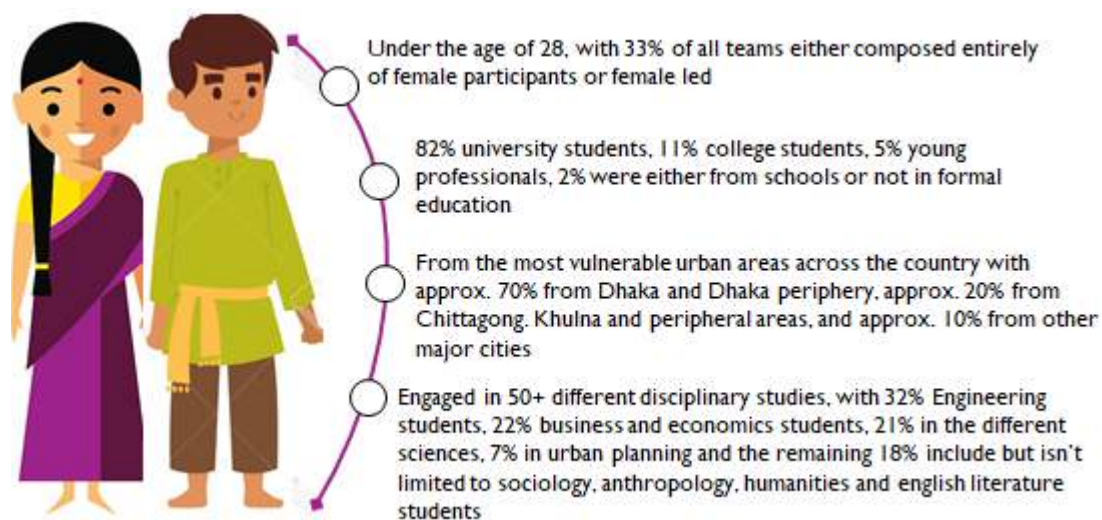 Under the age of 28, with 33% of all teams either composed entirely
of female participants or female led
82% university students, 11% college students, 5% young
professionals, 2% were either from schools or not in formal
education
From the most vulnerable urban areas across the country with
approx. 70% from Dhaka and Dhaka periphery, approx. 20% from
Chittagong. Khulna and peripheral areas, and approx. 10% from other
major cities
Engaged in 50+ different disciplinary studies, with 32% Engineering
students, 22% business and economics students, 21% in the different
sciences, 7% in urban planning and the remaining 18% include but isn't
limited to sociology, anthropology, humanities and english literature
students